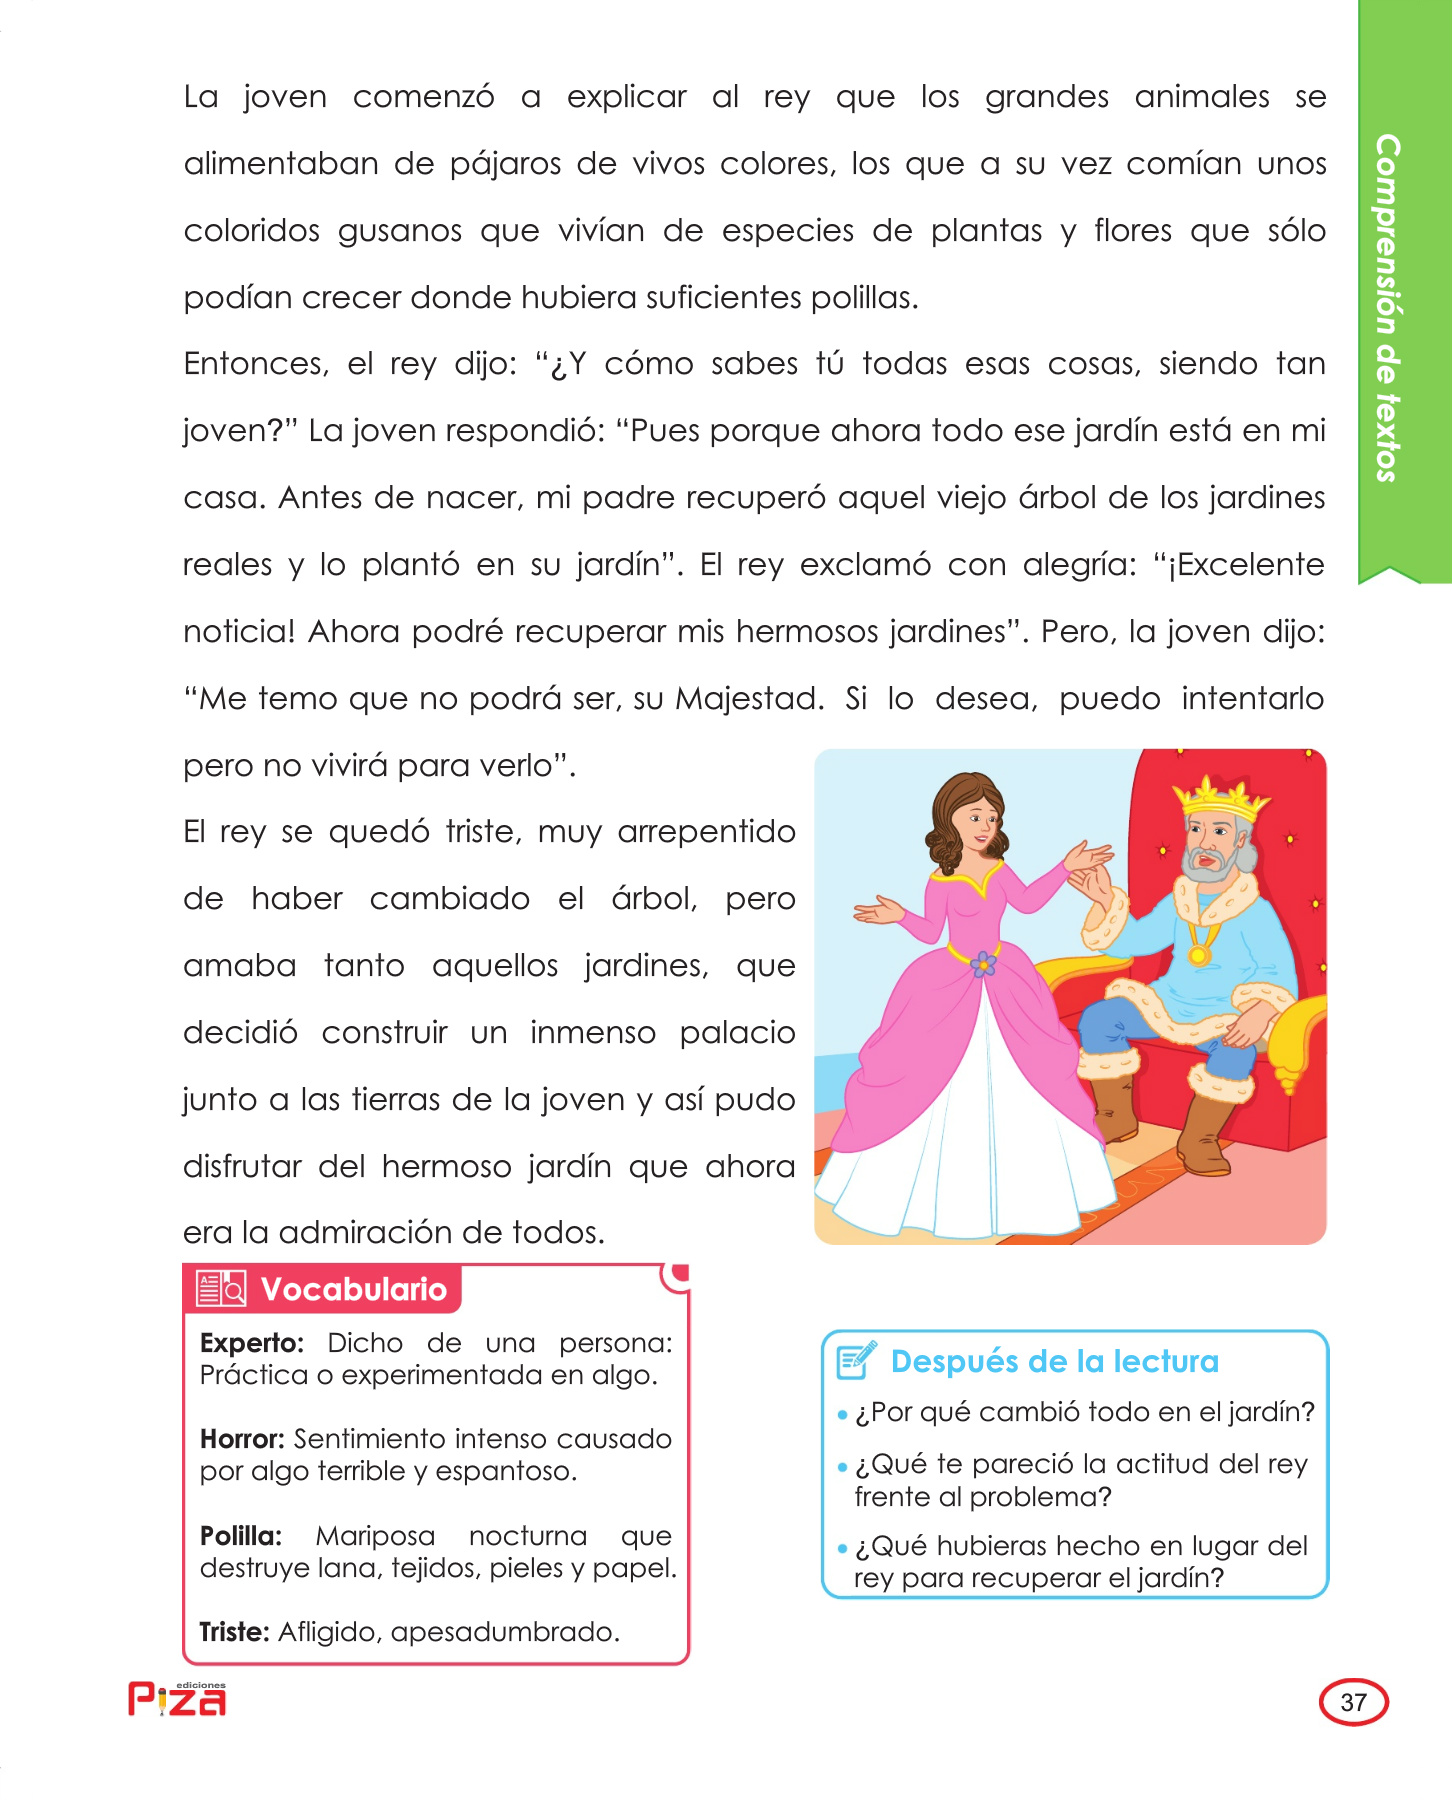 La joven comenzó a explicar al rey que los grandes animales se
alimentaban de pájaros de vivos colores, los que a su vez comían unos
coloridos gusanos que vivían de especies de plantas y flores que sólo
podían crecer donde hubiera suficientes polillas.
Entonces, el rey dijo: “¿Y cómo sabes tú todas esas cosas, siendo tan
joven?” La joven respondió: “Pues porque ahora todo ese jardín está en mi
casa. Antes de nacer, mi padre recuperó aquel viejo árbol de los jardines
reales y lo plantó en su jardín”. El rey exclamó con alegría: “¡Excelente
noticia! Ahora podré recuperar mis hermosos jardines”. Pero, la joven dijo:
“Me temo que no podrá ser, su Majestad. Si lo desea, puedo intentarlo
pero no vivirá para verlo”.
El rey se quedó triste, muy arrepentido
de haber cambiado el árbol, pero
amaba tanto aquellos jardines, que
decidió construir un inmenso palacio
junto a las tierras de la joven y así pudo
disfrutar del hermoso jardín que ahora
era la admiración de todos.
Comprensión de textos
Vocabulario
Experto: Dicho de una persona:
Práctica o experimentada en algo.
Horror: Sentimiento intenso causado
por algo terrible y espantoso.
Polilla: Mariposa nocturna que
destruye lana, tejidos, pieles y papel.
Triste: Afligido, apesadumbrado.
Después de la lectura
• ¿Por qué cambió todo en el jardín?
• ¿Qué te pareció la actitud del rey
frente al problema?
• ¿Qué hubieras hecho en lugar del
rey para recuperar el jardín?
ediciones
Piza
37